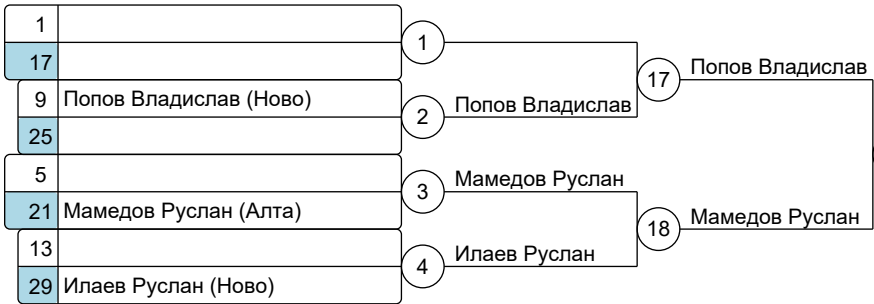 1
17
9 Попов Владислав (Ново)
25
5
21 Мамедов Руслан (Алта)
13
29 Илаев Руслан (Ново)
1
2 Попов Владислав
3 Мамедов Руслан
4 Илаев Руслан
17 Попов Владислав
18 Мамедов Руслан